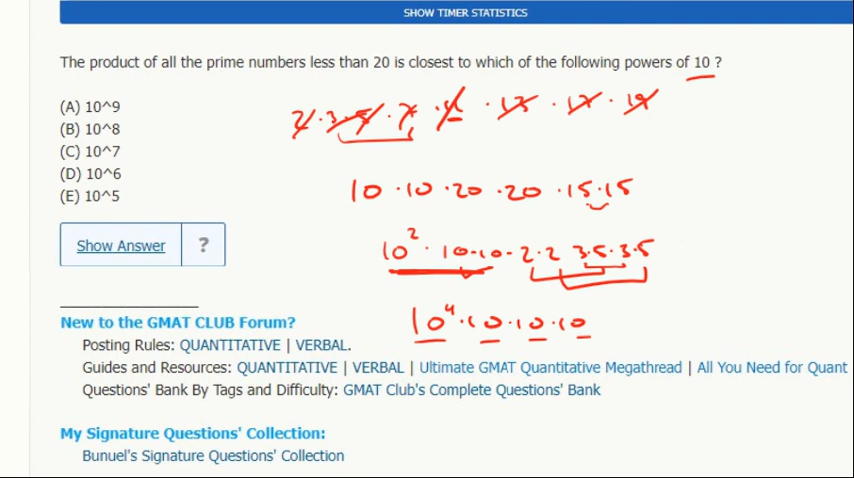 SHOW TIMER STATISTICS
The product of all the prime numbers less than 20 is closest to which of the following powers of 10 ?
(A) 10^9
(B) 10^8
(C) 10^7
(D) 10^6
(E) 10^5
2 · 3 · 5 · 7 · 11 · 13 · 17 · 19
10 · 10 · 20 · 20 · 15 · 15
10² · 10 · 10 · 2 · 2 3 · 5 · 3 · 5
10⁴ · 10 · 10 · 10
Show Answer ?
New to the GMAT CLUB Forum?
Posting Rules: QUANTITATIVE | VERBAL.
Guides and Resources: QUANTITATIVE | VERBAL | Ultimate GMAT Quantitative Megathread | All You Need for Quant
Questions' Bank By Tags and Difficulty: GMAT Club's Complete Questions' Bank
My Signature Questions' Collection:
Bunuel's Signature Questions' Collection